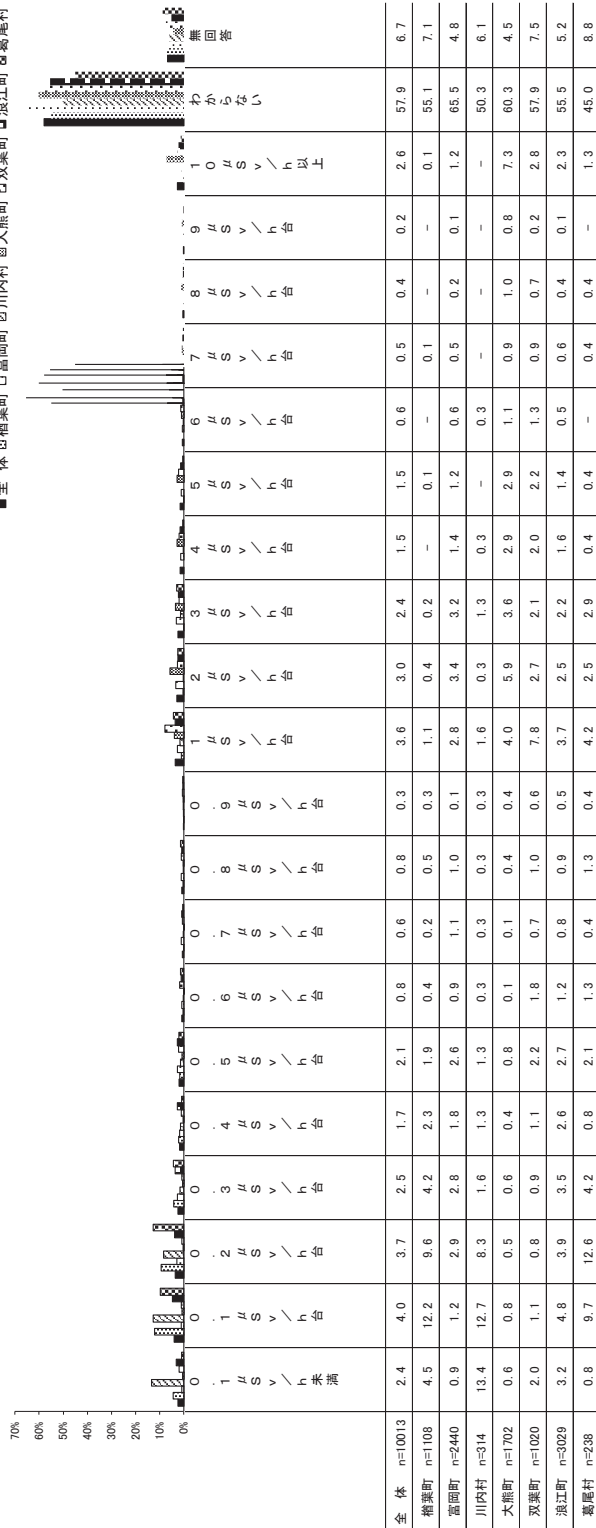 ■全 体 ▨楢葉町 □富岡町 ▨川内村 ▨大熊町 □双葉町 ■浪江町 ▨葛尾村
70%
60%
50%
40%
30%
20%
10%
0%
0.1μSv/h未満 0.1μSv/h台 0.2μSv/h台 0.3μSv/h台 0.4μSv/h台 0.5μSv/h台 0.6μSv/h台 0.7μSv/h台 0.8μSv/h台 0.9μSv/h台 1μSv/h台 2μSv/h台 3μSv/h台 4μSv/h台 5μSv/h台 6μSv/h台 7μSv/h台 8μSv/h台 9μSv/h台 10μSv/h以上 わからない 無回答
全 体 n=10013 2.4 4.0 3.7 2.5 1.7 2.1 0.8 0.6 0.8 0.3 3.6 3.0 2.4 1.5 1.5 0.6 0.5 0.4 0.2 2.6 57.9 6.7
楢葉町 n=1108 4.5 12.2 9.6 4.2 2.3 1.9 0.4 0.2 0.5 0.3 1.1 0.4 0.2 - 0.1 - 0.1 - - 0.1 55.1 7.1
富岡町 n=2440 0.9 1.2 2.9 2.8 1.8 2.6 0.9 1.1 1.0 0.1 2.8 3.4 3.2 1.4 1.2 0.6 0.5 0.2 0.1 1.2 65.5 4.8
川内村 n=314 13.4 12.7 8.3 1.6 1.3 1.3 0.3 0.3 0.3 0.3 1.6 0.3 1.3 0.3 - 0.3 - - - - 50.3 6.1
大熊町 n=1702 0.6 0.8 0.5 0.6 0.4 0.8 0.1 0.1 0.4 0.4 4.0 5.9 3.6 2.9 2.9 1.1 0.9 1.0 0.8 7.3 60.3 4.5
双葉町 n=1020 2.0 1.1 0.8 0.9 1.1 2.2 1.8 0.7 1.0 0.6 7.8 2.7 2.1 2.0 2.2 1.3 0.9 0.7 0.2 2.8 57.9 7.5
浪江町 n=3029 3.2 4.8 3.9 3.5 2.6 2.7 1.2 0.8 0.9 0.5 3.7 2.5 2.2 1.6 1.4 0.5 0.6 0.4 0.1 2.3 55.5 5.2
葛尾村 n=238 0.8 9.7 12.6 4.2 0.8 2.1 1.3 0.4 1.3 0.4 4.2 2.5 2.9 0.4 0.4 - 0.4 0.4 - 1.3 45.0 8.8